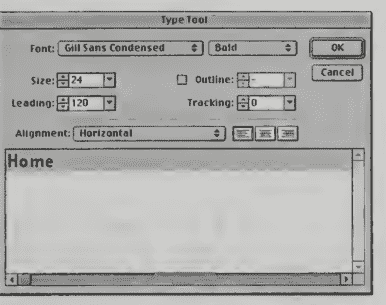 Type Tool
Font: Gill Sans Condensed Bold OK
Size: 24 Outline: - Cancel
Leading: 120 Tracking: 0
Alignment: Horizontal
Home